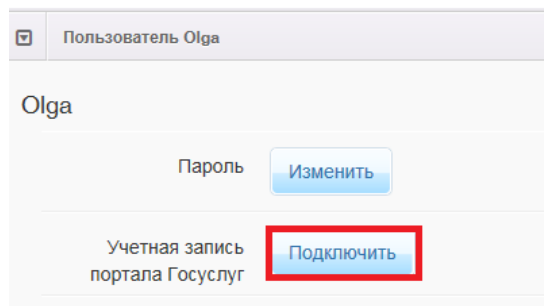 Пользователь Olga
Olga
Пароль
Изменить
Учетная запись
портала Госуслуг
Подключить